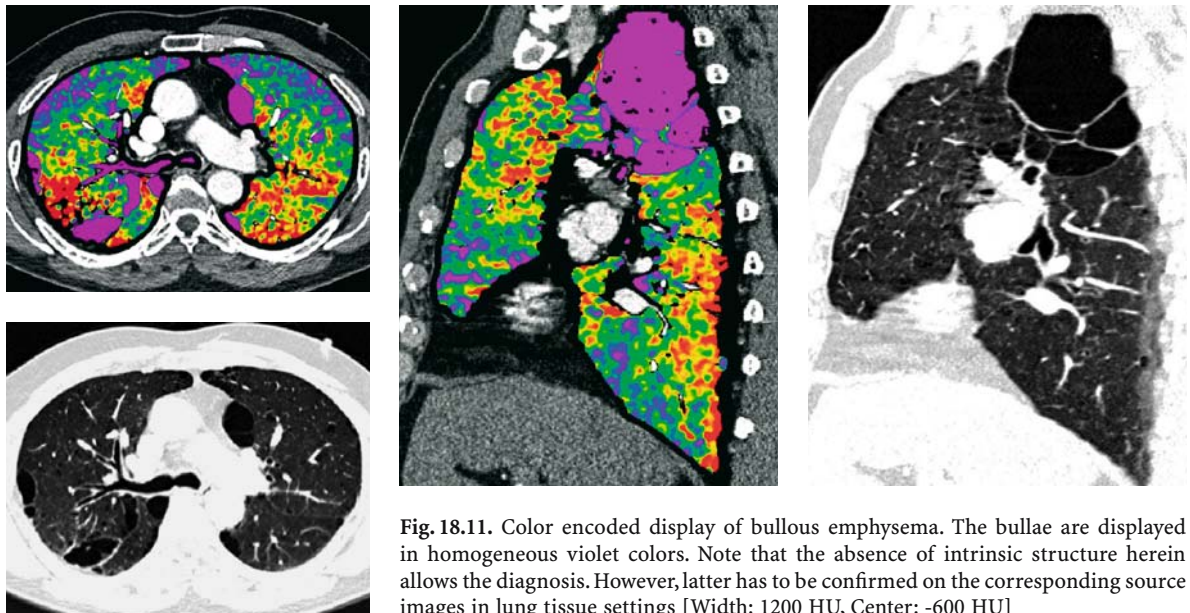 Fig. 18.11. Color encoded display of bullous emphysema. The bullae are displayed
in homogeneous violet colors. Note that the absence of intrinsic structure herein
allows the diagnosis. However, latter has to be confirmed on the corresponding source
images in lung tissue settings [Width: 1200 HU, Center: -600 HU]